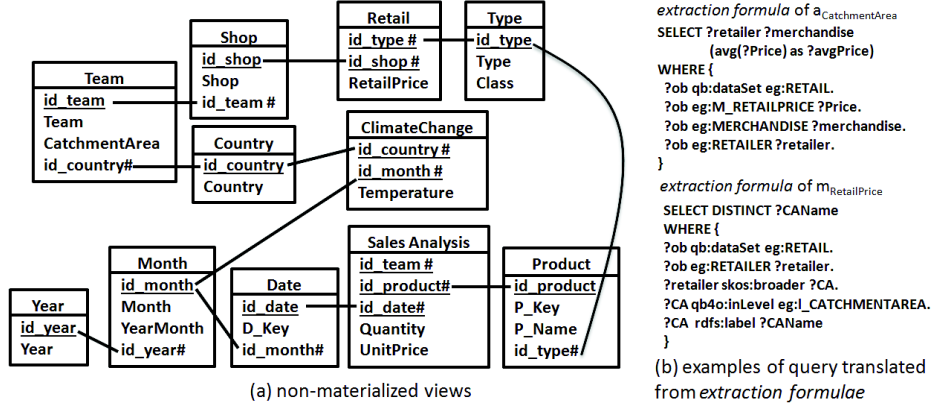 Retail
id_type #
id_shop #
RetailPrice
Type
id_type
Type
Class
Shop
id_shop
Shop
id_team #
Team
id_team
Team
CatchmentArea
id_country#
Country
id_country
Country
ClimateChange
id_country #
id_month #
Temperature
Sales Analysis
id_team #
id_product#
id_date#
Quantity
UnitPrice
Product
id_product
P_Key
P_Name
id_type#
Month
id_month
Month
YearMonth
id_year#
Date
id_date
D_Key
id_month#
Year
id_year
Year
(a) non-materialized views
extraction formula of aCatchmentArea
SELECT ?retailer ?merchandise
(avg(?Price) as ?avgPrice)
WHERE {
?ob qb:dataSet eg:RETAIL.
?ob eg:M_RETAILPRICE ?Price.
?ob eg:MERCHANDISE ?merchandise.
?ob eg:RETAILER ?retailer.
}
extraction formula of mRetailPrice
SELECT DISTINCT ?CAName
WHERE {
?ob qb:dataSet eg:RETAIL.
?ob eg:RETAILER ?retailer.
?retailer skos:broader ?CA.
?CA qb4o:inLevel eg:l_CATCHMENTAREA.
?CA rdfs:label ?CAName
}
(b) examples of query translated
from extraction formulae